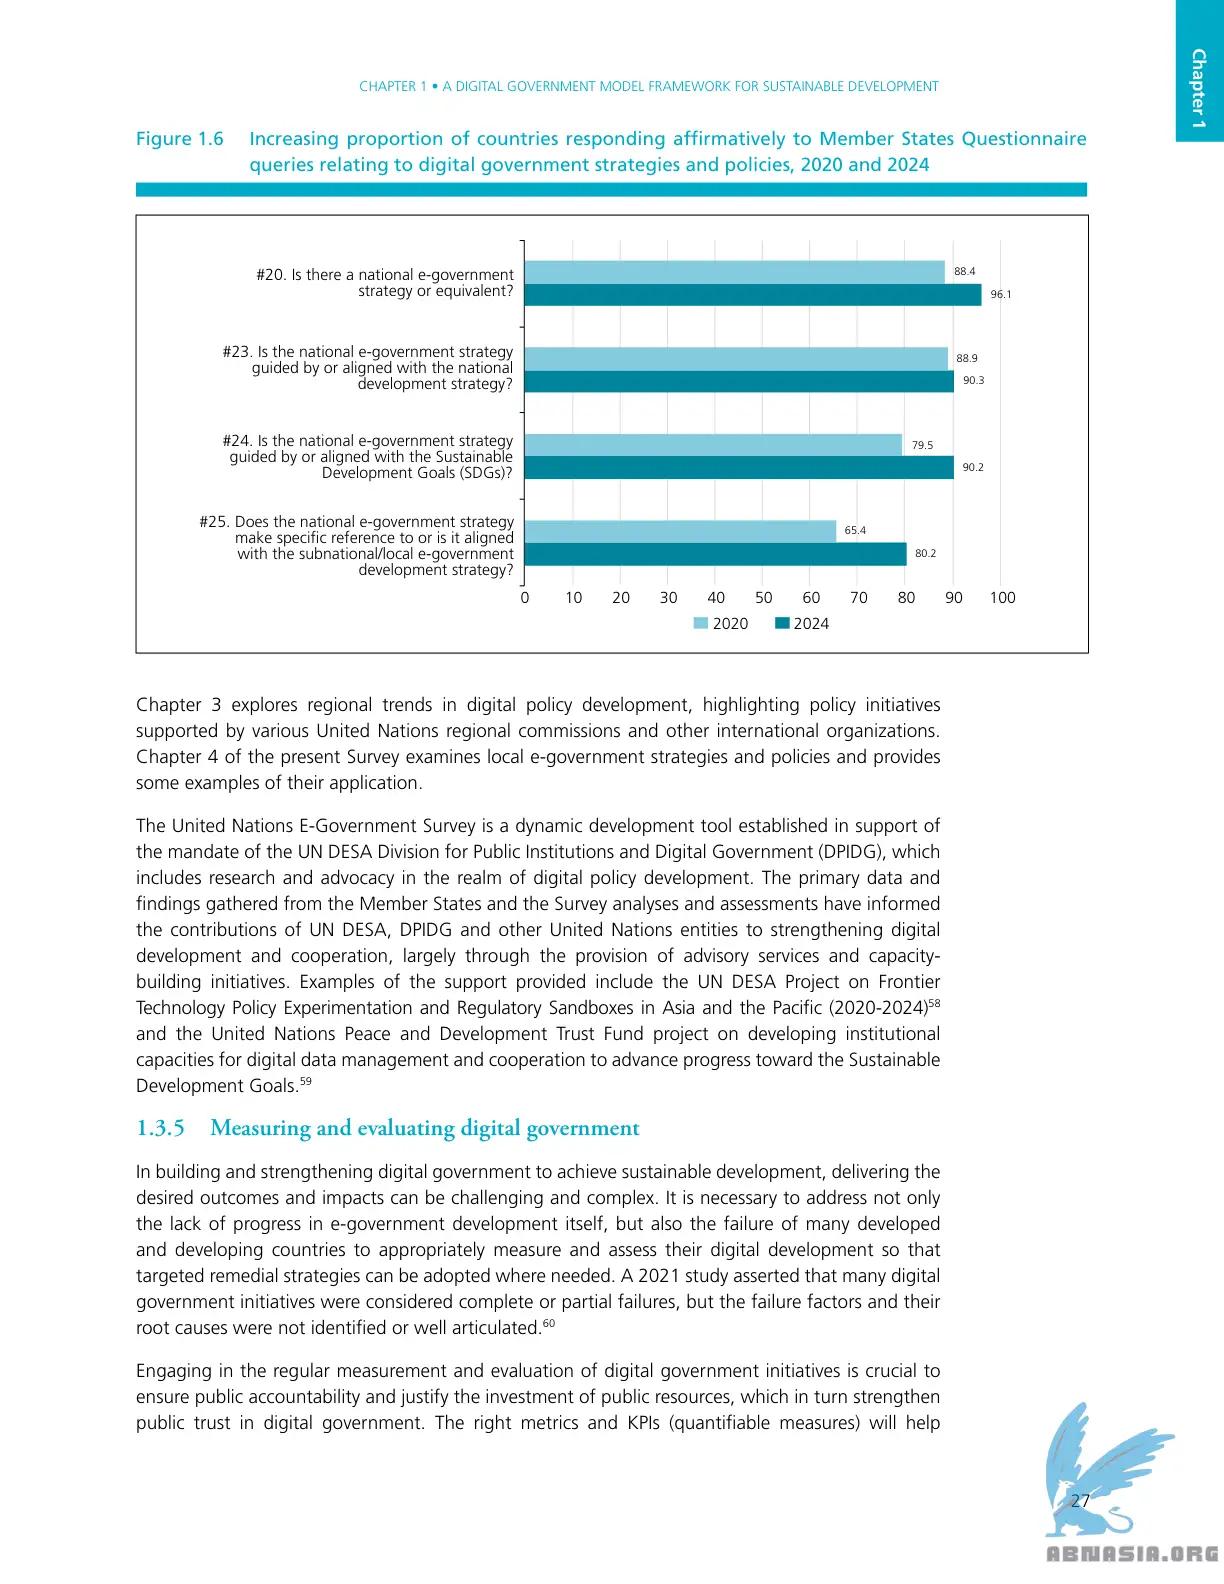 Chapter 1
CHAPTER 1 • A DIGITAL GOVERNMENT MODEL FRAMEWORK FOR SUSTAINABLE DEVELOPMENT
Figure 1.6 Increasing proportion of countries responding affirmatively to Member States Questionnaire
queries relating to digital government strategies and policies, 2020 and 2024
#20. Is there a national e-government
strategy or equivalent?
88.4
96.1
#23. Is the national e-government strategy
guided by or aligned with the national
development strategy?
88.9
90.3
#24. Is the national e-government strategy
guided by or aligned with the Sustainable
Development Goals (SDGs)?
79.5
90.2
#25. Does the national e-government strategy
make specific reference to or is it aligned
with the subnational/local e-government
development strategy?
65.4
80.2
0 10 20 30 40 50 60 70 80 90 100
2020 2024
Chapter 3 explores regional trends in digital policy development, highlighting policy initiatives
supported by various United Nations regional commissions and other international organizations.
Chapter 4 of the present Survey examines local e-government strategies and policies and provides
some examples of their application.
The United Nations E-Government Survey is a dynamic development tool established in support of
the mandate of the UN DESA Division for Public Institutions and Digital Government (DPIDG), which
includes research and advocacy in the realm of digital policy development. The primary data and
findings gathered from the Member States and the Survey analyses and assessments have informed
the contributions of UN DESA, DPIDG and other United Nations entities to strengthening digital
development and cooperation, largely through the provision of advisory services and capacity-
building initiatives. Examples of the support provided include the UN DESA Project on Frontier
Technology Policy Experimentation and Regulatory Sandboxes in Asia and the Pacific (2020-2024)58
and the United Nations Peace and Development Trust Fund project on developing institutional
capacities for digital data management and cooperation to advance progress toward the Sustainable
Development Goals.59
1.3.5 Measuring and evaluating digital government
In building and strengthening digital government to achieve sustainable development, delivering the
desired outcomes and impacts can be challenging and complex. It is necessary to address not only
the lack of progress in e-government development itself, but also the failure of many developed
and developing countries to appropriately measure and assess their digital development so that
targeted remedial strategies can be adopted where needed. A 2021 study asserted that many digital
government initiatives were considered complete or partial failures, but the failure factors and their
root causes were not identified or well articulated.60
Engaging in the regular measurement and evaluation of digital government initiatives is crucial to
ensure public accountability and justify the investment of public resources, which in turn strengthen
public trust in digital government. The right metrics and KPIs (quantifiable measures) will help
27
ABNASIA.ORG